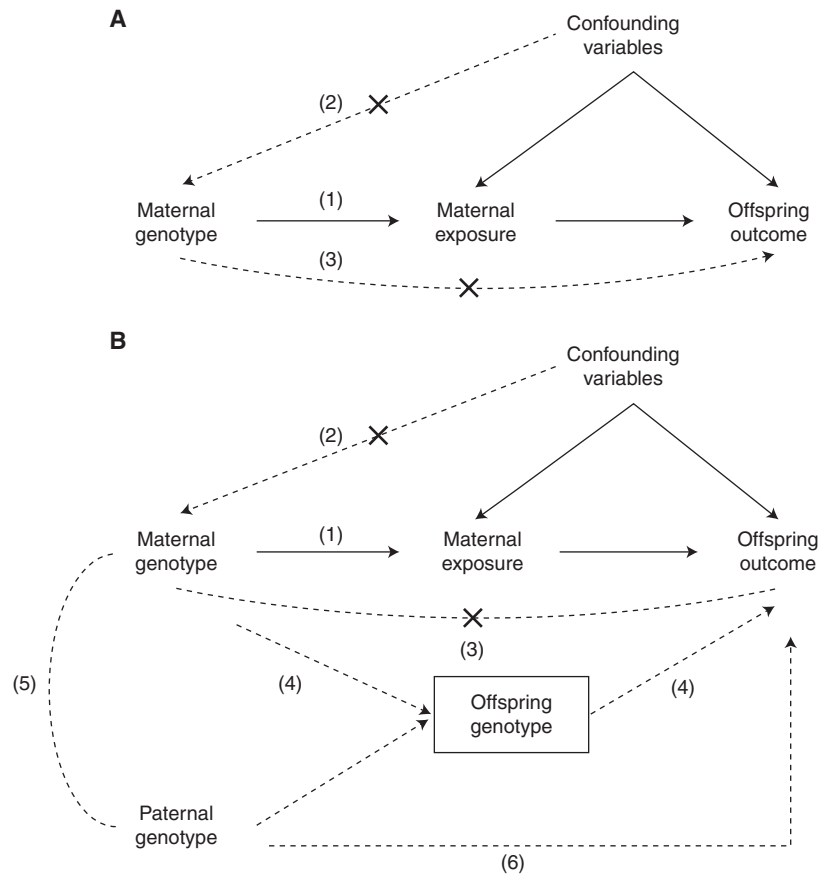 A
Confounding
variables
(2)
(1)
Maternal
genotype
Maternal
exposure
Offspring
outcome
(3)
B
Confounding
variables
(2)
(1)
Maternal
genotype
Maternal
exposure
Offspring
outcome
(3)
(4)
(4)
(5)
Offspring
genotype
Paternal
genotype
(6)